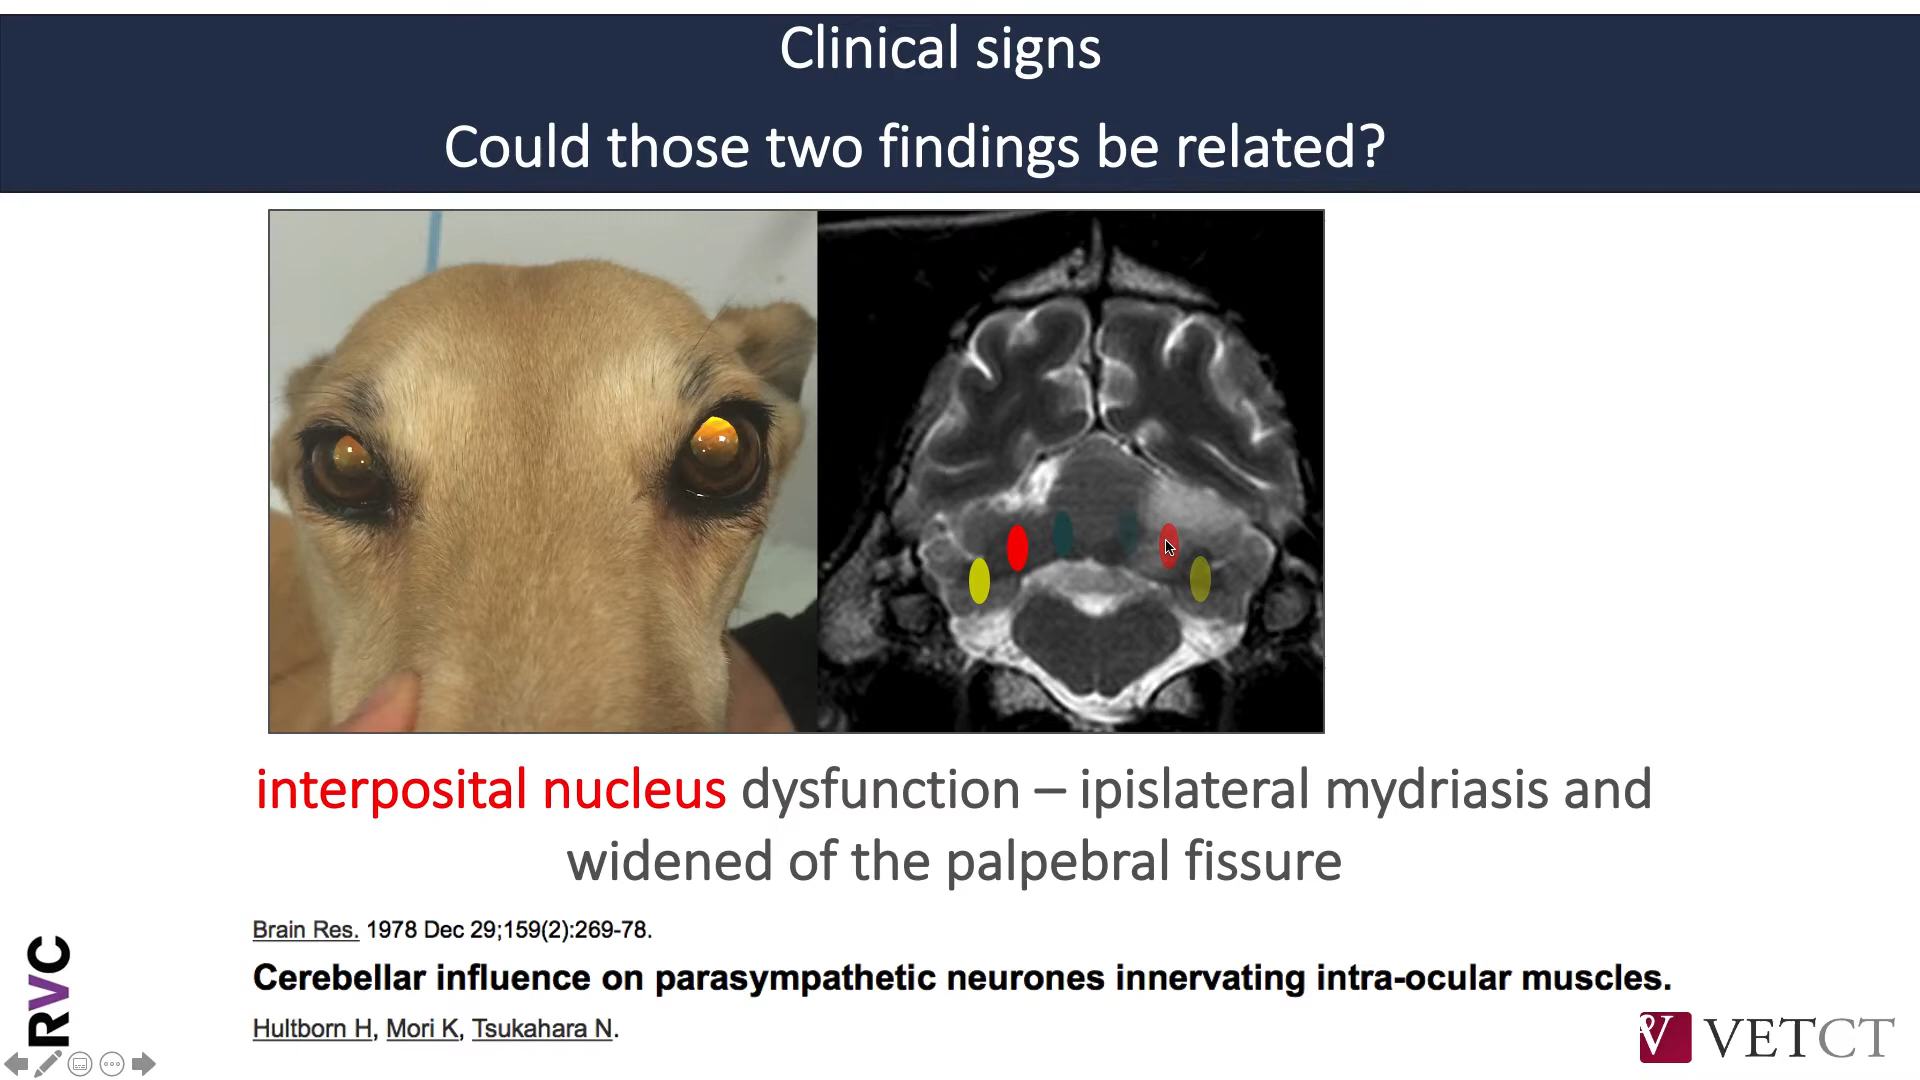 Clinical signs
Could those two findings be related?
interposital nucleus dysfunction – ipislateral mydriasis and
widened of the palpebral fissure
Brain Res. 1978 Dec 29;159(2):269-78.
Cerebellar influence on parasympathetic neurones innervating intra-ocular muscles.
Hultborn H, Mori K, Tsukahara N.
RVC
V VETCT